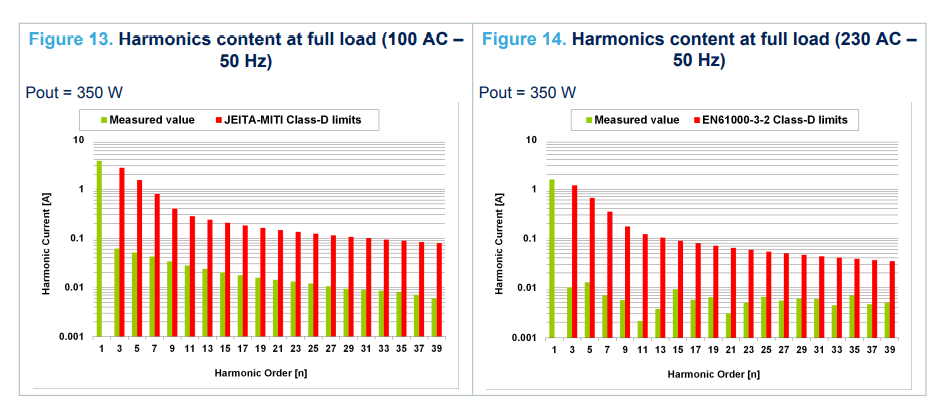 Figure 13. Harmonics content at full load (100 AC –
50 Hz)
Pout = 350 W
Measured value JEITA-MITI Class-D limits
10
1
0.1
0.01
0.001
Harmonic Current [A]
1 3 5 7 9 11 13 15 17 19 21 23 25 27 29 31 33 35 37 39
Harmonic Order [n]
Figure 14. Harmonics content at full load (230 AC –
50 Hz)
Pout = 350 W
Measured value EN61000-3-2 Class-D limits
10
1
0.1
0.01
0.001
Harmonic Current [A]
1 3 5 7 9 11 13 15 17 19 21 23 25 27 29 31 33 35 37 39
Harmonic Order [n]